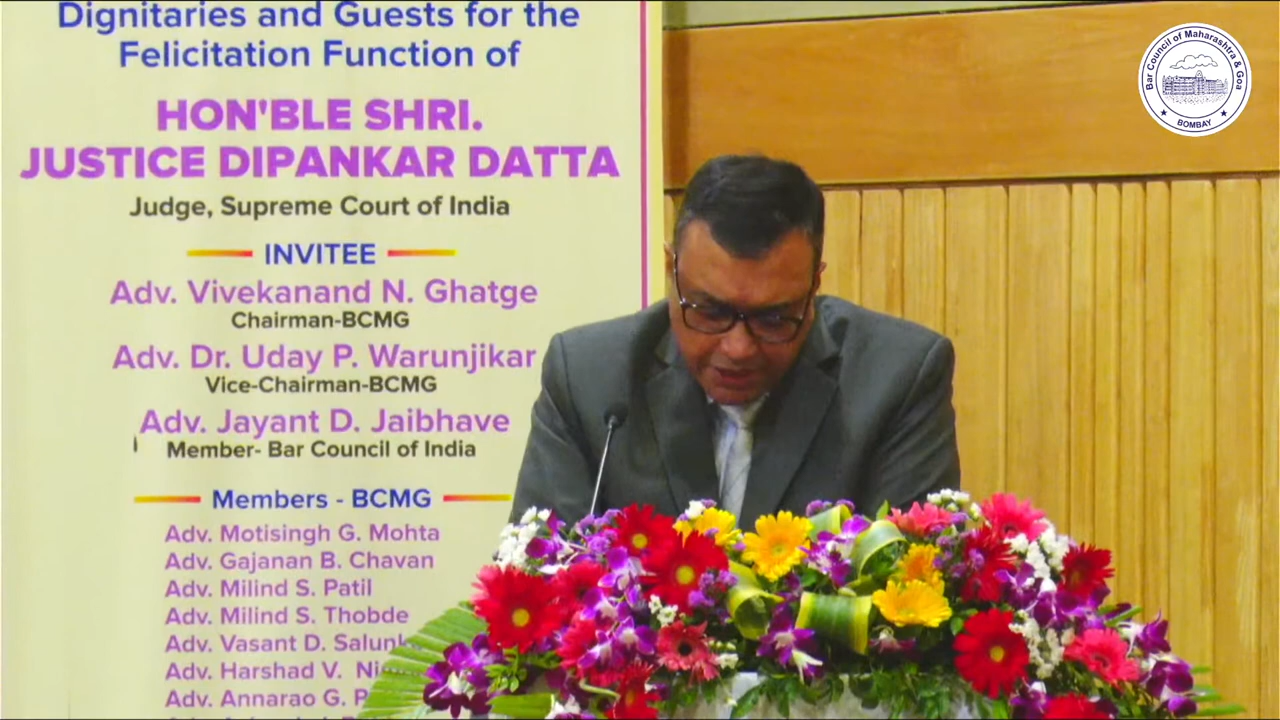 Dignitaries and Guests for the
Felicitation Function of
HON'BLE SHRI.
JUSTICE DIPANKAR DATTA
Judge, Supreme Court of India
INVITEE
Adv. Vivekanand N. Ghatge
Chairman-BCMG
Adv. Dr. Uday P. Warunjikar
Vice-Chairman-BCMG
Adv. Jayant D. Jaibhave
Member- Bar Council of India
Members - BCMG
Adv. Motisingh G. Mohta
Adv. Gajanan B. Chavan
Adv. Milind S. Patil
Adv. Milind S. Thobde
Adv. Vasant D.
Adv. Harshad V.
Adv. Annarao G.
Bar Council of Maharashtra & Goa
BOMBAY